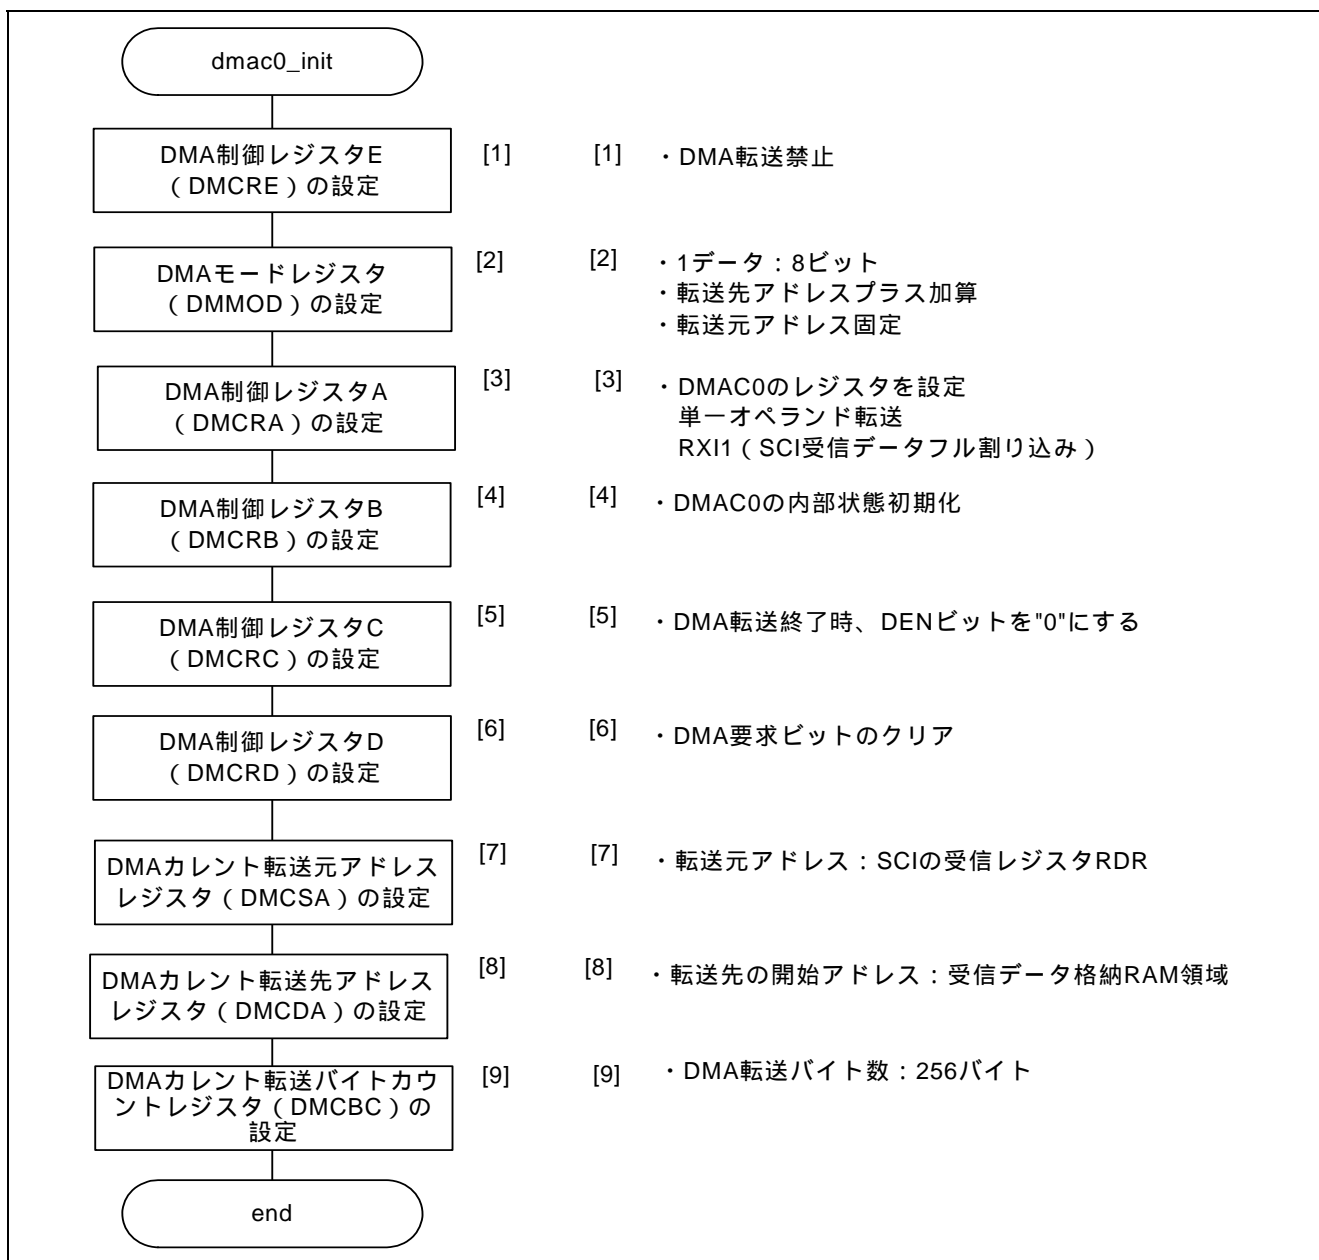 dmac0_init
DMA制御レジスタE
（DMCRE）の設定
[1]
[1] ・DMA転送禁止
DMAモードレジスタ
（DMMOD）の設定
[2]
[2] ・1データ：8ビット
・転送先アドレスプラス加算
・転送元アドレス固定
DMA制御レジスタA
（DMCRA）の設定
[3]
[3] ・DMAC0のレジスタを設定
単一オペランド転送
RXI1（SCI受信データフル割り込み）
DMA制御レジスタB
（DMCRB）の設定
[4]
[4] ・DMAC0の内部状態初期化
DMA制御レジスタC
（DMCRC）の設定
[5]
[5] ・DMA転送終了時、DENビットを"0"にする
DMA制御レジスタD
（DMCRD）の設定
[6]
[6] ・DMA要求ビットのクリア
DMAカレント転送元アドレス
レジスタ（DMCSA）の設定
[7]
[7] ・転送元アドレス：SCIの受信レジスタRDR
DMAカレント転送先アドレス
レジスタ（DMCDA）の設定
[8]
[8] ・転送先の開始アドレス：受信データ格納RAM領域
DMAカレント転送バイトカウ
ントレジスタ（DMCBC）の
設定
[9]
[9] ・DMA転送バイト数：256バイト
end